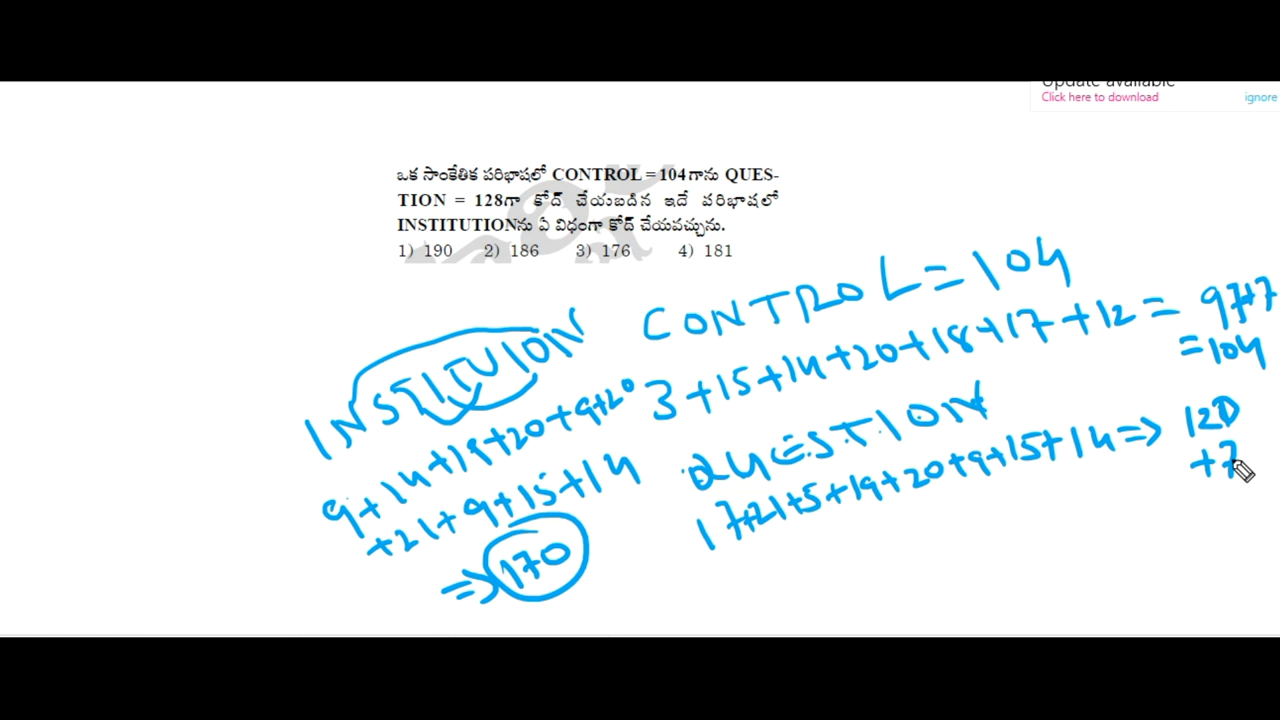 Update available
Click here to download ignore
ఒక సాంకేతిక పరిభాషలో CONTROL = 104గాను QUES-
TION = 128గా కోడ్ చేయబడిన ఇదే పరిభాషలో
INSTITUTIONను ఏ విధంగా కోడ్ చేయవచ్చును.
1) 190 2) 186 3) 176 4) 181
CONTROL = 104
3+15+14+20+18+17+12 = 97+7
=104
INSTITUTION
9+14+19+20+9+20
+21+9+15+14
=> 170
QUESTION
17+21+5+19+20+9+15+14 => 120
+7